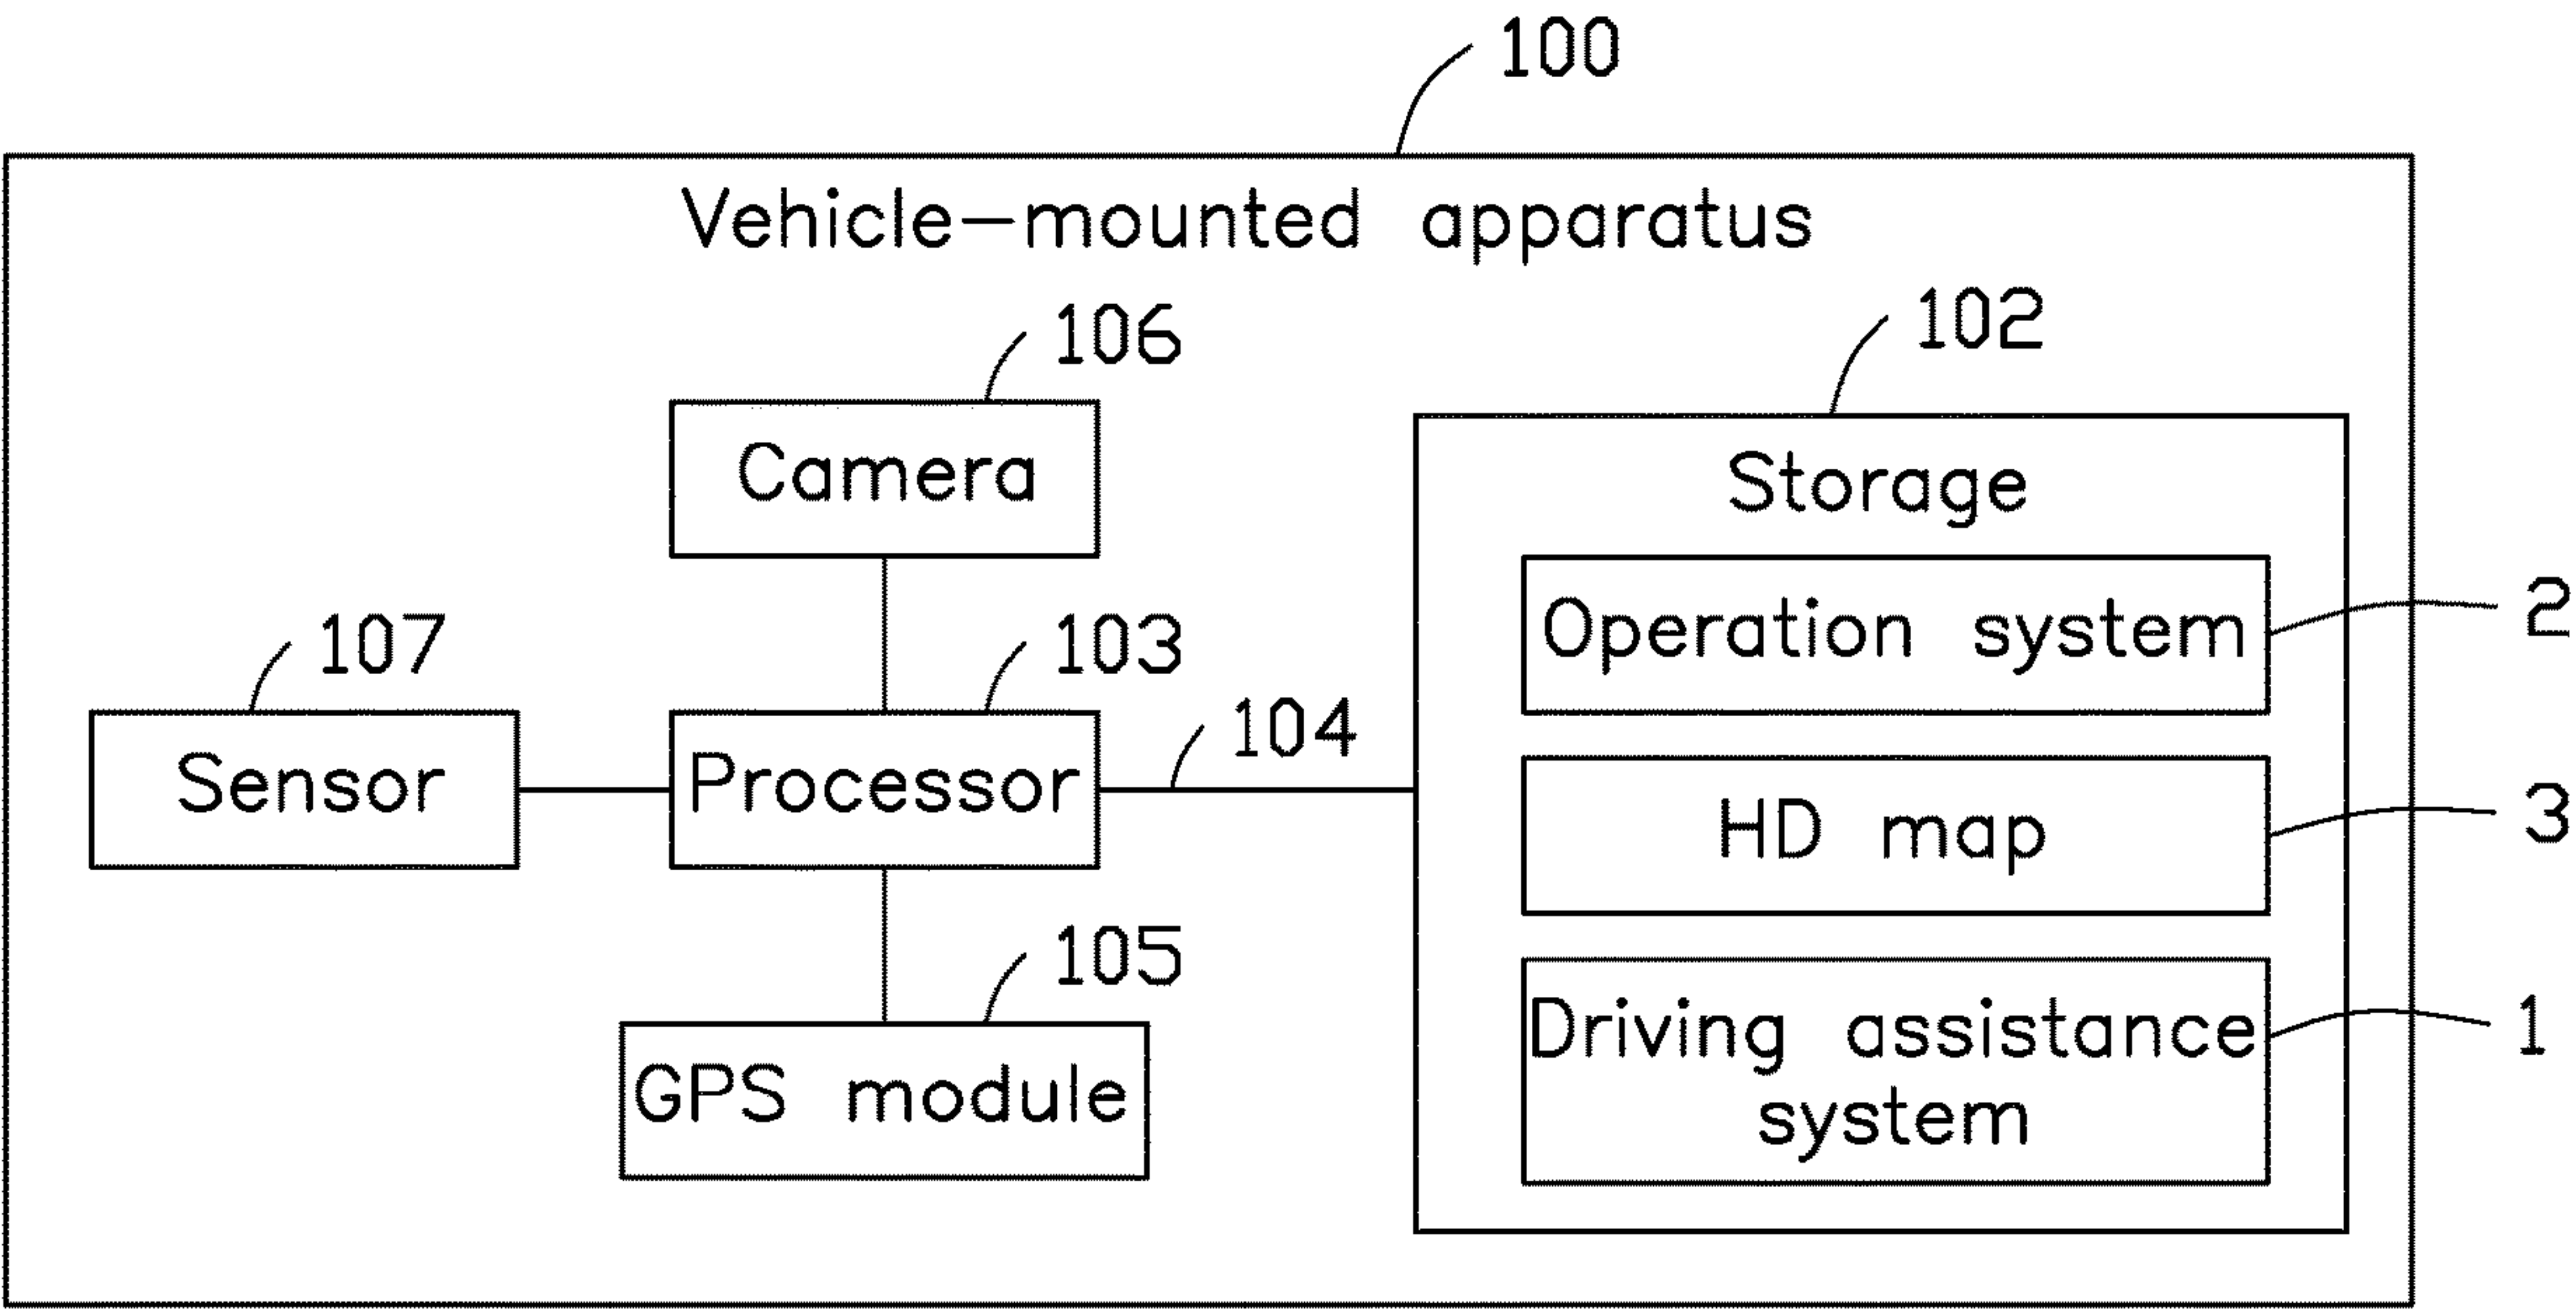 100
Vehicle-mounted apparatus
106
102
Camera
Storage
107
103
Operation system
2
104
Sensor
Processor
HD map
3
105
GPS module
Driving assistance
system
1